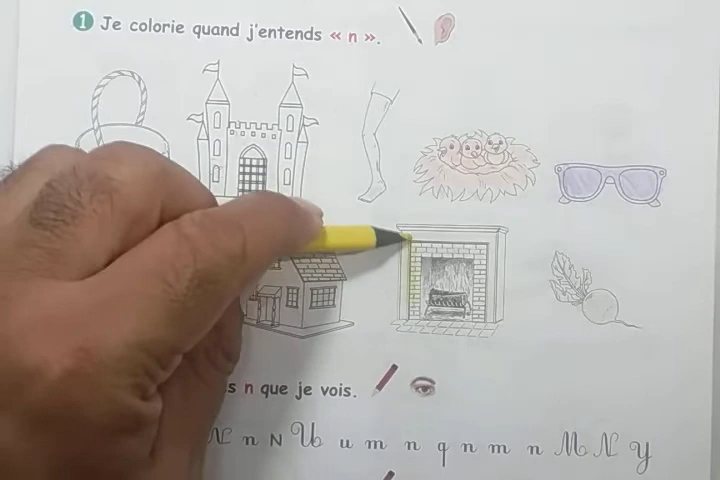 1 Je colorie quand j'entends « n ».
s n que je vois.
N n N U u m n q n m n M N y